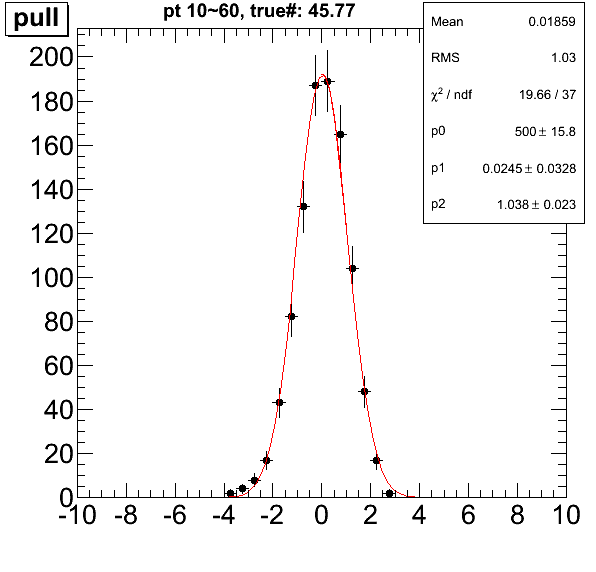 pull
pt 10~60, true#: 45.77
Mean 0.01859
RMS 1.03
χ² / ndf 19.66 / 37
p0 500 ± 15.8
p1 0.0245 ± 0.0328
p2 1.038 ± 0.023
200
180
160
140
120
100
80
60
40
20
0
-10 -8 -6 -4 -2 0 2 4 6 8 10